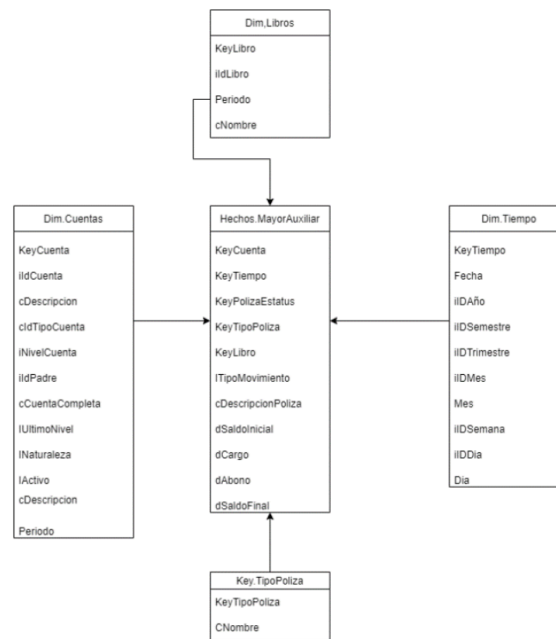 Dim,Libros
KeyLibro
iIdLibro
Periodo
cNombre
Dim.Cuentas
KeyCuenta
iIdCuenta
cDescripcion
cIdTipoCuenta
iNivelCuenta
iIdPadre
cCuentaCompleta
lUltimoNivel
lNaturaleza
lActivo
cDescripcion
Periodo
Hechos.MayorAuxiliar
KeyCuenta
KeyTiempo
KeyPolizaEstatus
KeyTipoPoliza
KeyLibro
lTipoMovimiento
cDescripcionPoliza
dSaldoInicial
dCargo
dAbono
dSaldoFinal
Dim.Tiempo
KeyTiempo
Fecha
iIDAño
iIDSemestre
iIDTrimestre
iIDMes
Mes
iIDSemana
iIDDia
Dia
Key.TipoPoliza
KeyTipoPoliza
CNombre